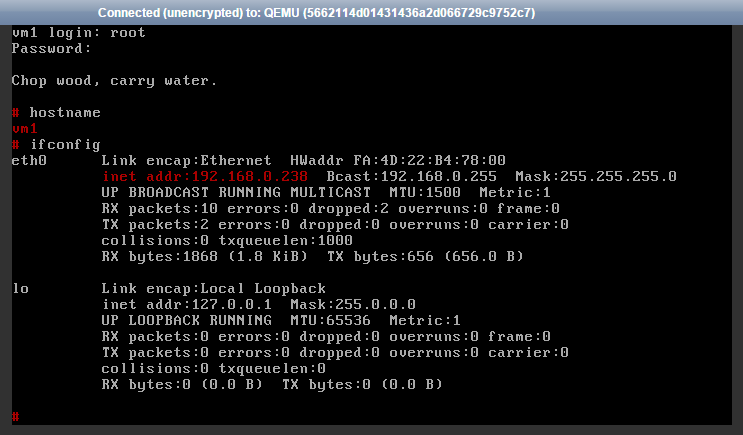 Connected (unencrypted) to: QEMU (5662114d01431436a2d066729c9752c7)
vm1 login: root
Password:
Chop wood, carry water.
# hostname
vm1
# ifconfig
eth0 Link encap:Ethernet HWaddr FA:4D:22:B4:78:00
inet addr:192.168.0.238 Bcast:192.168.0.255 Mask:255.255.255.0
UP BROADCAST RUNNING MULTICAST MTU:1500 Metric:1
RX packets:10 errors:0 dropped:2 overruns:0 frame:0
TX packets:2 errors:0 dropped:0 overruns:0 carrier:0
collisions:0 txqueuelen:1000
RX bytes:1868 (1.8 KiB) TX bytes:656 (656.0 B)
lo Link encap:Local Loopback
inet addr:127.0.0.1 Mask:255.0.0.0
UP LOOPBACK RUNNING MTU:65536 Metric:1
RX packets:0 errors:0 dropped:0 overruns:0 frame:0
TX packets:0 errors:0 dropped:0 overruns:0 carrier:0
collisions:0 txqueuelen:0
RX bytes:0 (0.0 B) TX bytes:0 (0.0 B)
#